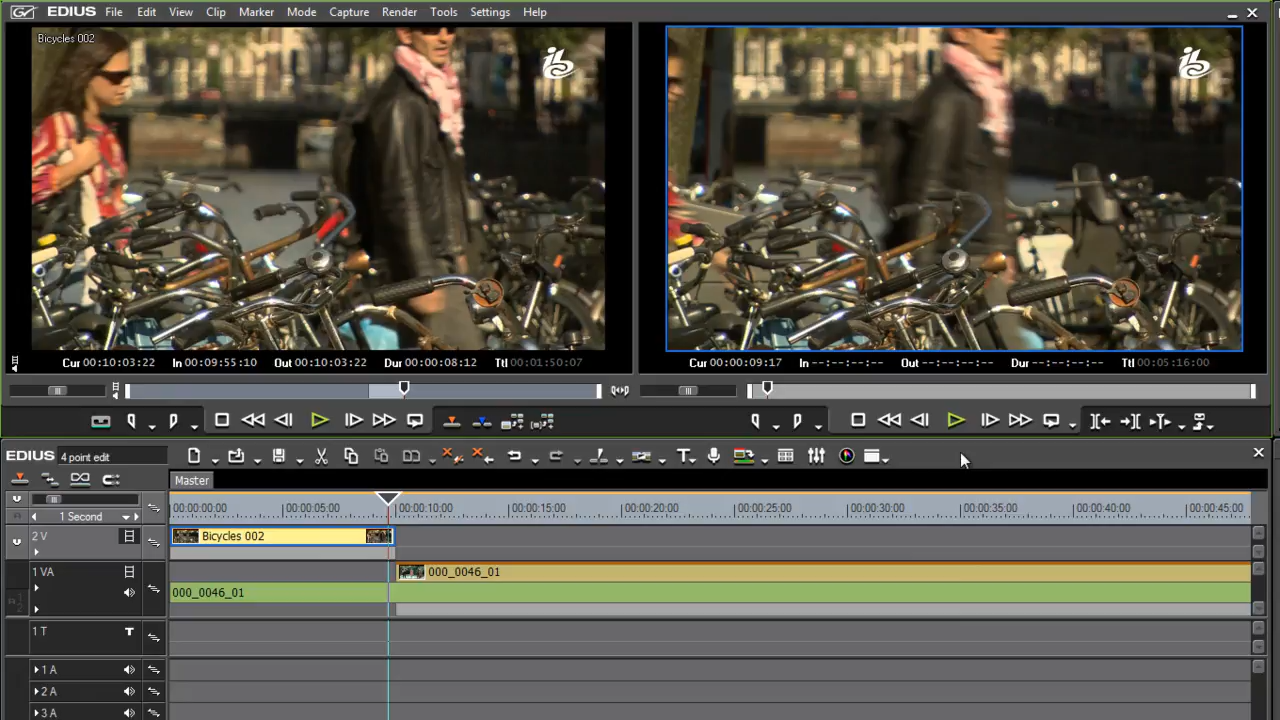 EDIUS File Edit View Clip Marker Mode Capture Render Tools Settings Help
Bicycles 002
Cur 00:10:03:22 In 00:09:55:10 Out 00:10:03:22 Dur 00:00:08:12 Ttl 00:01:50:07
Cur 00:00:09:17 In --:--:--:-- Out --:--:--:-- Dur --:--:--:-- Ttl 00:05:16:00
EDIUS 4 point edit
Master
1 Second
00:00:00:00 00:00:05:00 00:00:10:00 00:00:15:00 00:00:20:00 00:00:25:00 00:00:30:00 00:00:35:00 00:00:40:00 00:00:45:00
2 V
Bicycles 002
1 VA
000_0046_01
000_0046_01
1 T
T
1 A
2 A
3 A